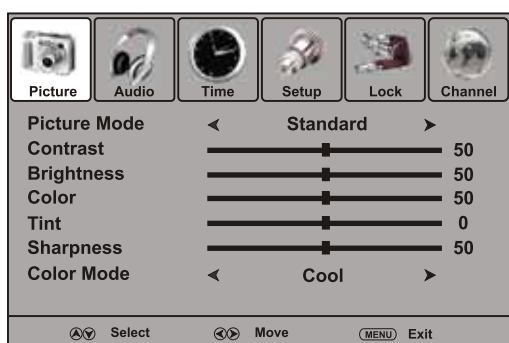 Picture Audio Time Setup Lock Channel
Picture Mode Standard
Contrast 50
Brightness 50
Color 50
Tint 0
Sharpness 50
Color Mode Cool
Select Move MENU Exit